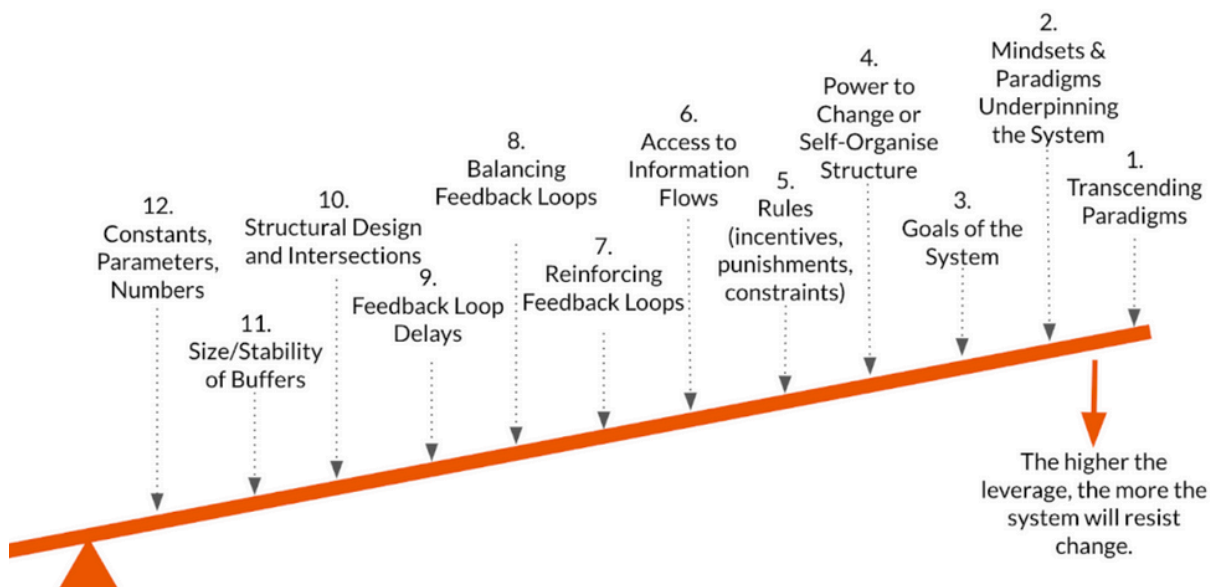 12.
Constants,
Parameters,
Numbers
11.
Size/Stability
of Buffers
10.
Structural Design
and Intersections
9.
Feedback Loop
Delays
8.
Balancing
Feedback Loops
7.
Reinforcing
Feedback Loops
6.
Access to
Information
Flows
5.
Rules
(incentives,
punishments,
constraints)
4.
Power to
Change or
Self-Organise
Structure
3.
Goals of the
System
2.
Mindsets &
Paradigms
Underpinning
the System
1.
Transcending
Paradigms
The higher the
leverage, the more the
system will resist
change.